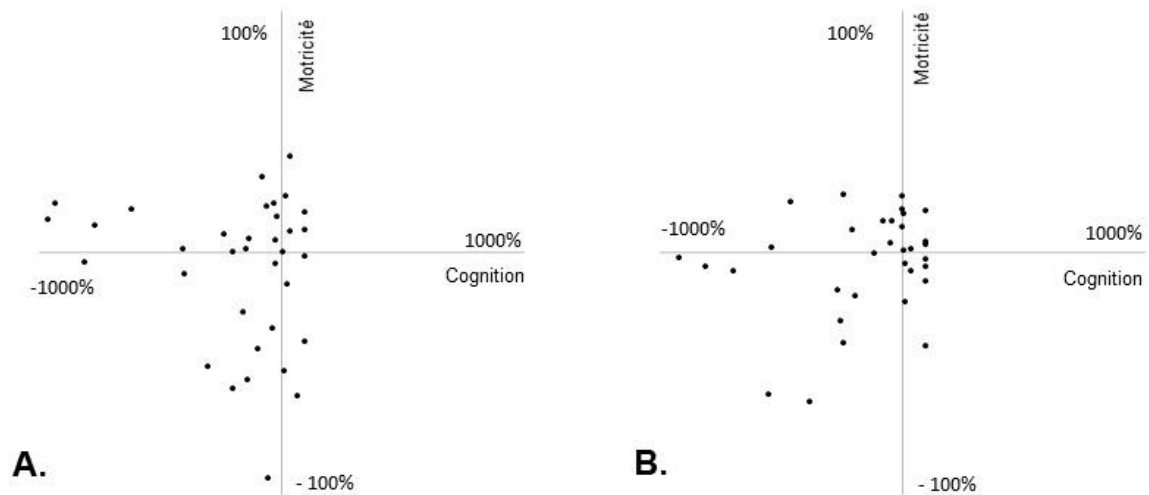 100%
Motricité
1000%
Cognition
-1000%
- 100%
A.
100%
Motricité
-1000%
1000%
Cognition
- 100%
B.